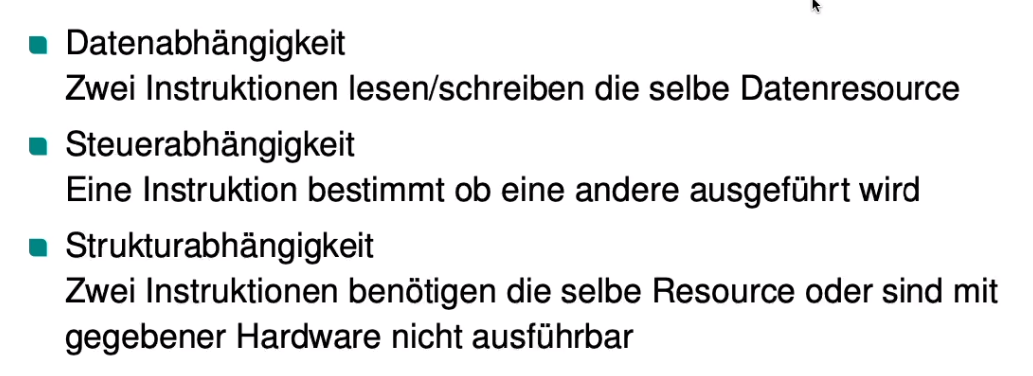 Datenabhängigkeit
Zwei Instruktionen lesen/schreiben die selbe Datenresource
Steuerabhängigkeit
Eine Instruktion bestimmt ob eine andere ausgeführt wird
Strukturabhängigkeit
Zwei Instruktionen benötigen die selbe Resource oder sind mit
gegebener Hardware nicht ausführbar